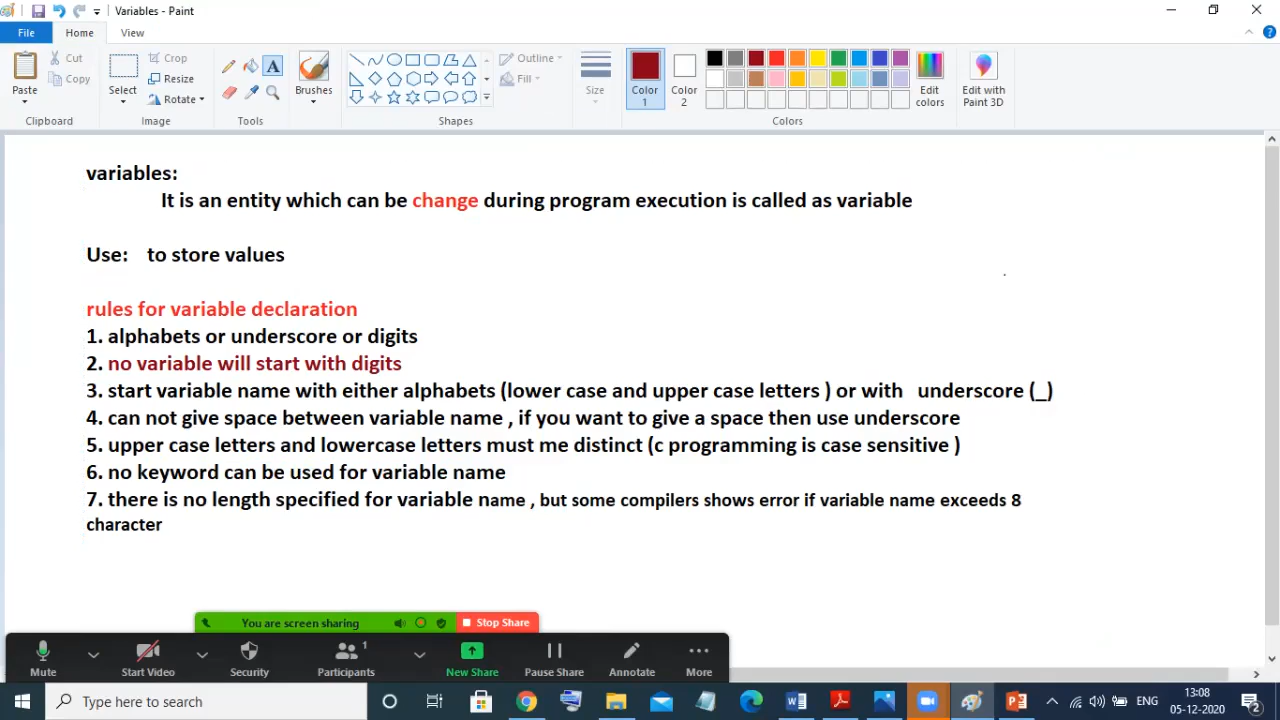 Variables - Paint
File Home View
Paste
Cut
Copy
Clipboard
Select
Crop
Resize
Rotate
Image
A
Tools
Brushes
Outline
Fill
Shapes
Size
Color 1
Color 2
Edit colors
Edit with Paint 3D
Colors
variables:
It is an entity which can be change during program execution is called as variable
Use: to store values
rules for variable declaration
1. alphabets or underscore or digits
2. no variable will start with digits
3. start variable name with either alphabets (lower case and upper case letters ) or with underscore (_)
4. can not give space between variable name , if you want to give a space then use underscore
5. upper case letters and lowercase letters must me distinct (c programming is case sensitive )
6. no keyword can be used for variable name
7. there is no length specified for variable name , but some compilers shows error if variable name exceeds 8
character
You are screen sharing Stop Share
Mute Start Video Security Participants 1 New Share Pause Share Annotate More
Type here to search
ENG
13:08
05-12-2020
2